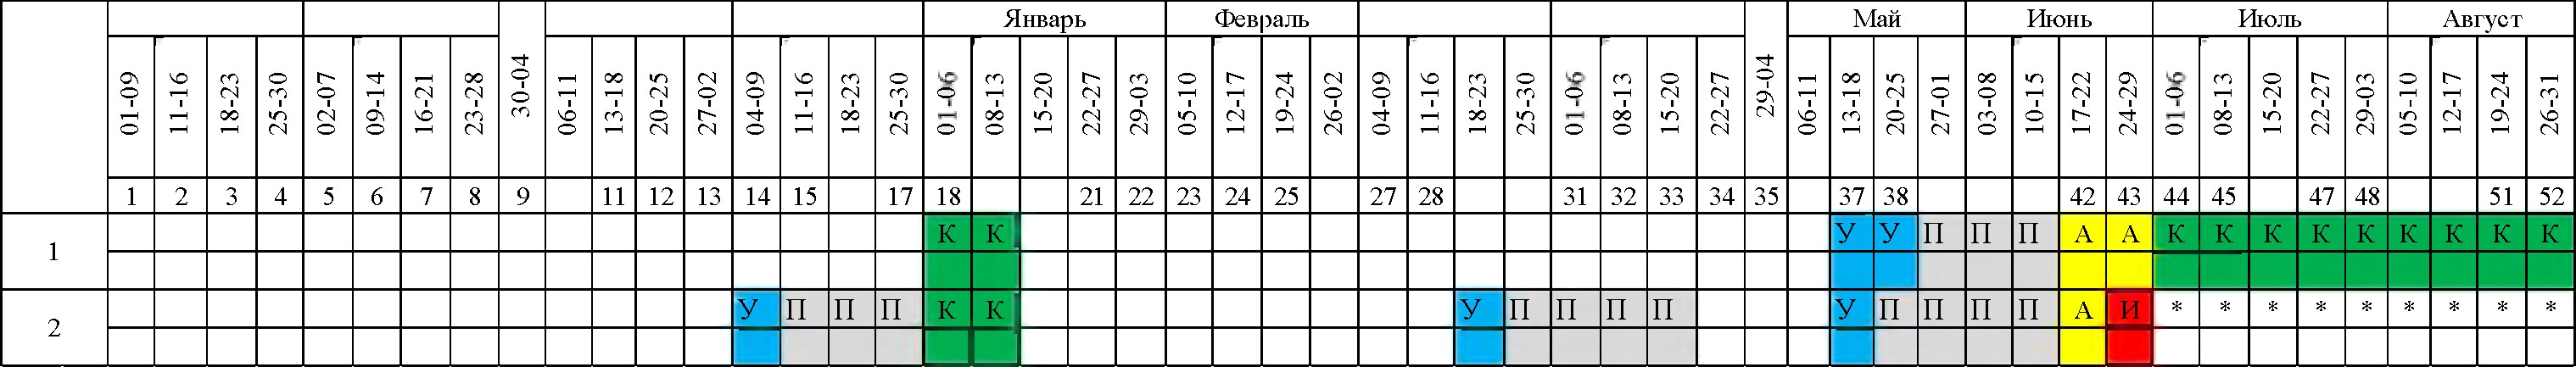 Январь Февраль Май Июнь Июль Август
01-09 11-16 18-23 25-30 02-07 09-14 16-21 23-28 30-04 06-11 13-18 20-25 27-02 04-09 11-16 18-23 25-30 01-06 08-13 15-20 22-27 29-03 05-10 12-17 19-24 26-02 04-09 11-16 18-23 25-30 01-06 08-13 15-20 22-27 29-04 06-11 13-18 20-25 27-01 03-08 10-15 17-22 24-29 01-06 08-13 15-20 22-27 29-03 05-10 12-17 19-24 26-31
1 2 3 4 5 6 7 8 9 11 12 13 14 15 17 18 21 22 23 24 25 27 28 31 32 33 34 35 37 38 42 43 44 45 47 48 51 52
1 К К У У П П П А А К К К К К К К К К
2 У П П П К К У П П П П У П П П П А И * * * * * * * * *